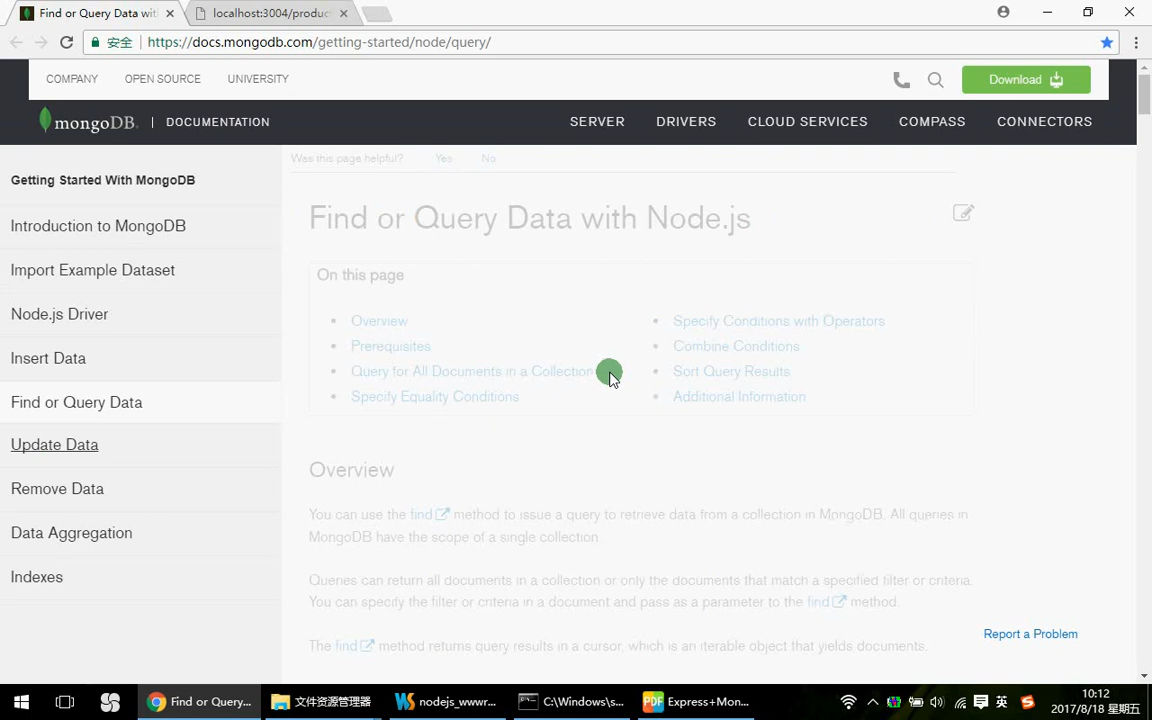 Find or Query Data wit
localhost:3004/produc
安全 https://docs.mongodb.com/getting-started/node/query/
COMPANY OPEN SOURCE UNIVERSITY Download
mongoDB. DOCUMENTATION SERVER DRIVERS CLOUD SERVICES COMPASS CONNECTORS
Getting Started With MongoDB
Introduction to MongoDB
Import Example Dataset
Node.js Driver
Insert Data
Find or Query Data
Update Data
Remove Data
Data Aggregation
Indexes
Was this page helpful? Yes No
Find or Query Data with Node.js
On this page
Overview
Prerequisites
Query for All Documents in a Collection
Specify Equality Conditions
Specify Conditions with Operators
Combine Conditions
Sort Query Results
Additional Information
Overview
You can use the find method to issue a query to retrieve data from a collection in MongoDB. All queries in
MongoDB have the scope of a single collection.
Queries can return all documents in a collection or only the documents that match a specified filter or criteria.
You can specify the filter or criteria in a document and pass as a parameter to the find method.
The find method returns query results in a cursor, which is an iterable object that yields documents.
Report a Problem
Find or Query... 文件资源管理器 nodejs_wwwr... C:\Windows\s... Express+Mon... 英
10:12
2017/8/18 星期五